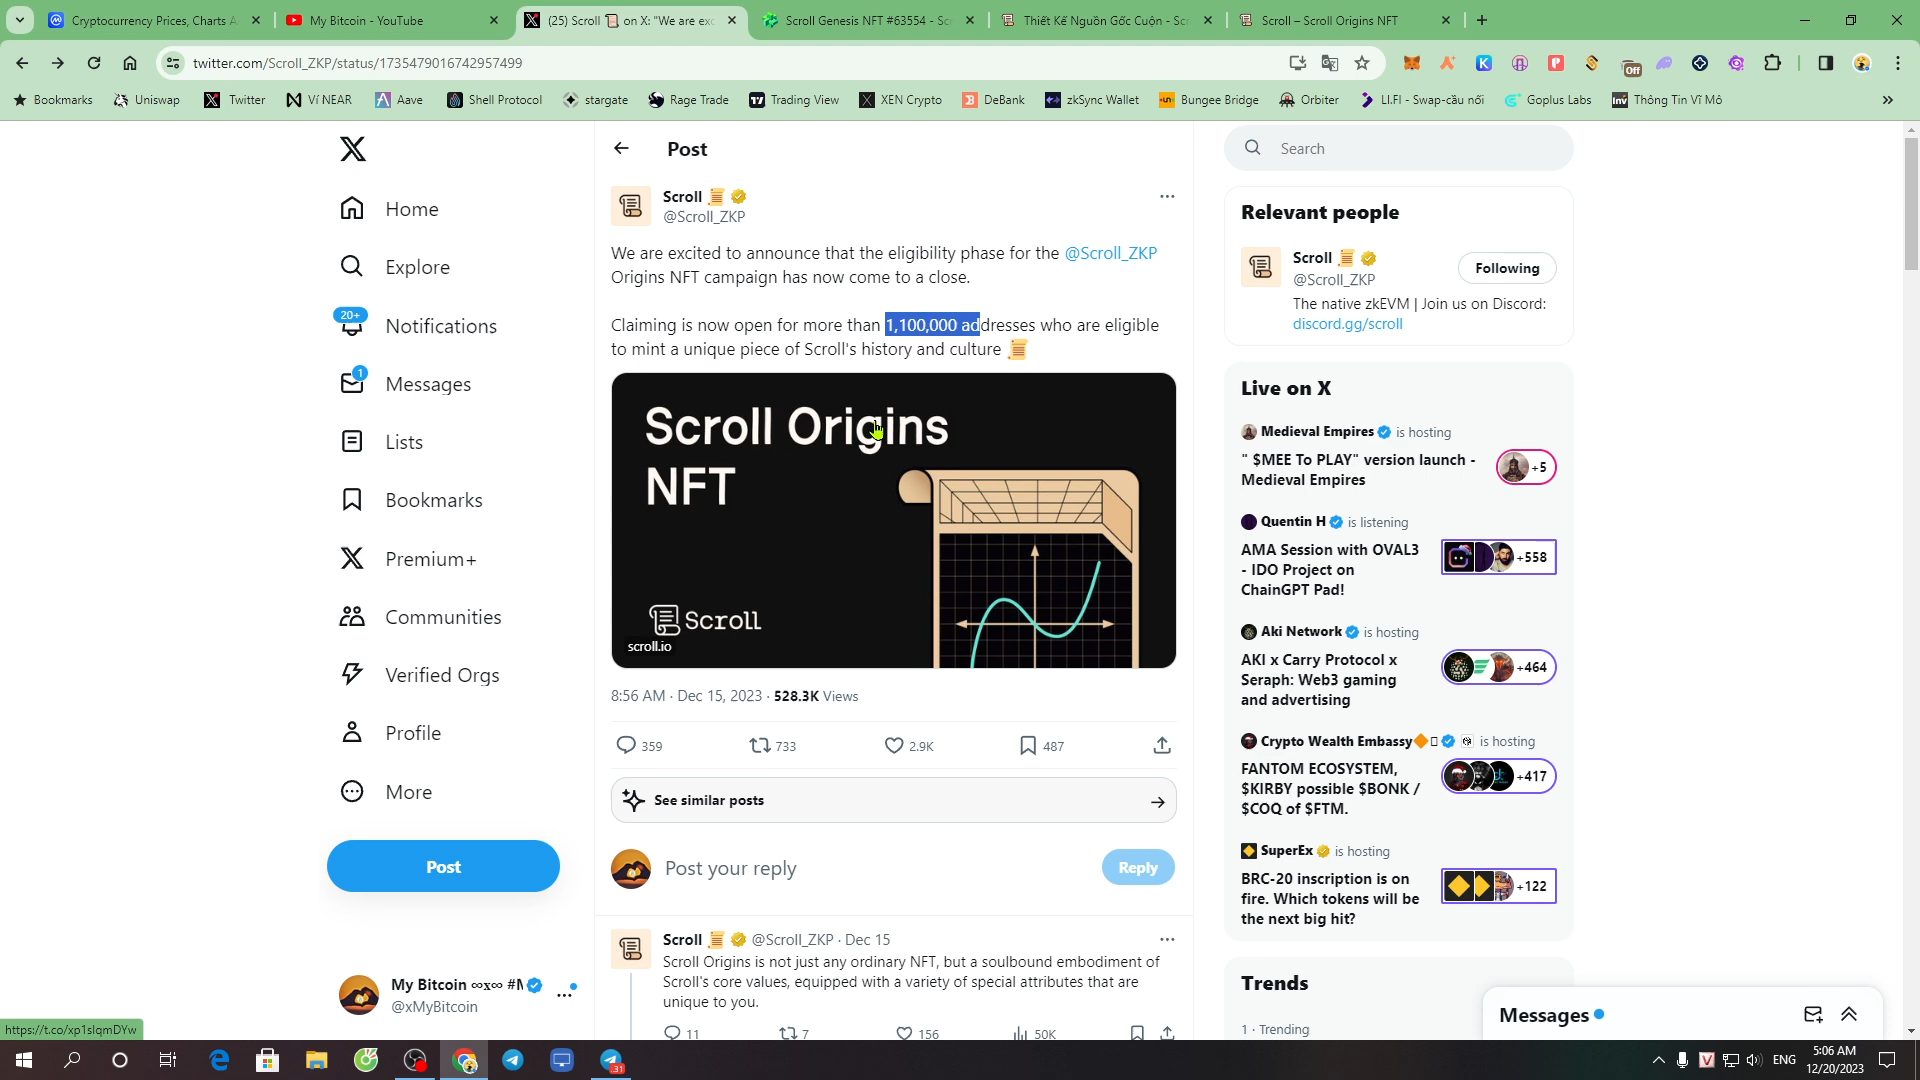 Cryptocurrency Prices, Charts A
My Bitcoin - YouTube
(25) Scroll 📜 on X: "We are exc
Scroll Genesis NFT #63554 - Sc
Thiết Kế Nguồn Gốc Cuộn - Scr
Scroll – Scroll Origins NFT
twitter.com/Scroll_ZKP/status/1735479016742957499
Off
Bookmarks
Uniswap
Twitter
Ví NEAR
Aave
Shell Protocol
stargate
Rage Trade
Trading View
XEN Crypto
DeBank
zkSync Wallet
Bungee Bridge
Orbiter
LI.FI - Swap-cầu nối
Goplus Labs
Thông Tin Vĩ Mô
Home
Explore
20+
Notifications
1
Messages
Lists
Bookmarks
Premium+
Communities
Verified Orgs
Profile
More
Post
My Bitcoin ∞x∞ #N
@xMyBitcoin
https://t.co/xp1slqmDYw
Post
Scroll 📜
@Scroll_ZKP
We are excited to announce that the eligibility phase for the @Scroll_ZKP
Origins NFT campaign has now come to a close.
Claiming is now open for more than 1,100,000 addresses who are eligible
to mint a unique piece of Scroll's history and culture 📜
Scroll Origins
NFT
Scroll
scroll.io
8:56 AM · Dec 15, 2023 · 528.3K Views
359
733
2.9K
487
See similar posts
Post your reply
Reply
Scroll 📜 @Scroll_ZKP · Dec 15
Scroll Origins is not just any ordinary NFT, but a soulbound embodiment of
Scroll's core values, equipped with a variety of special attributes that are
unique to you.
11
7
156
50K
Search
Relevant people
Scroll 📜
@Scroll_ZKP
Following
The native zkEVM | Join us on Discord:
discord.gg/scroll
Live on X
Medieval Empires is hosting
" $MEE To PLAY" version launch -
Medieval Empires
+5
Quentin H is listening
AMA Session with OVAL3
- IDO Project on
ChainGPT Pad!
+558
Aki Network is hosting
AKI x Carry Protocol x
Seraph: Web3 gaming
and advertising
+464
Crypto Wealth Embassy🔶 is hosting
FANTOM ECOSYSTEM,
$KIRBY possible $BONK /
$COQ of $FTM.
+417
SuperEx is hosting
BRC-20 inscription is on
fire. Which tokens will be
the next big hit?
+122
Trends
1 · Trending
Messages
31
ENG
5:06 AM
12/20/2023